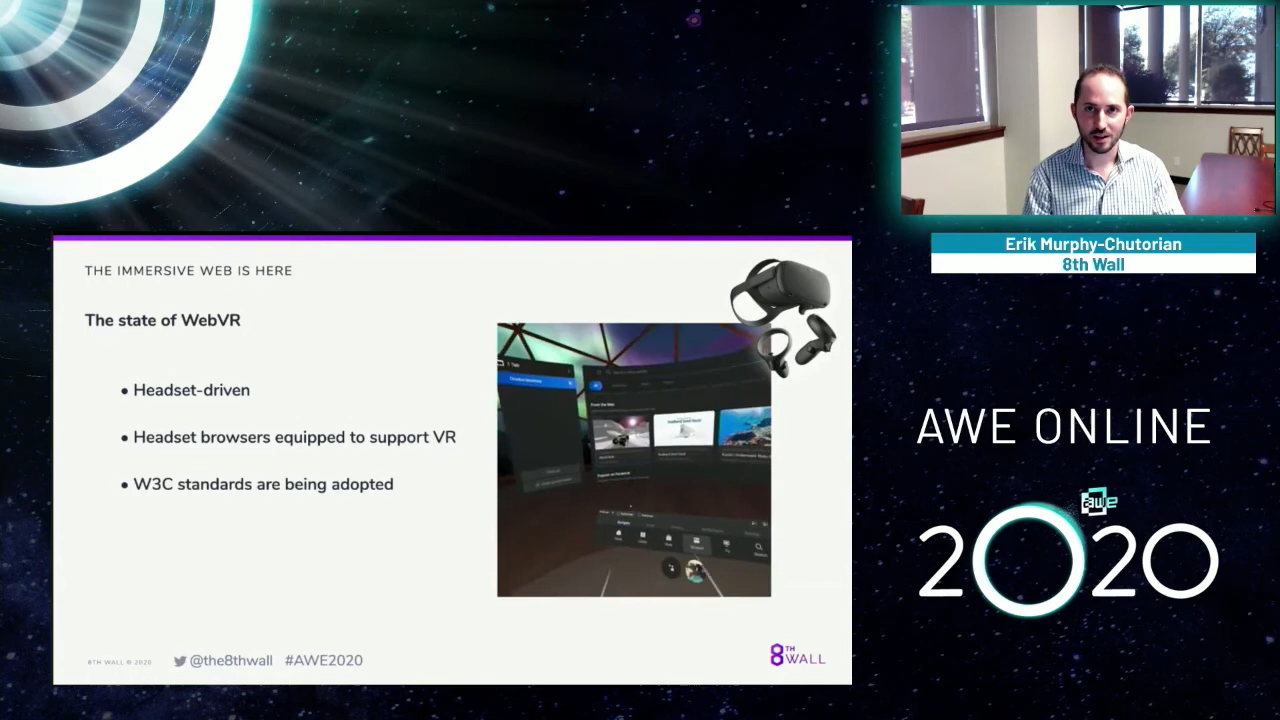 THE IMMERSIVE WEB IS HERE
The state of WebVR
• Headset-driven
• Headset browsers equipped to support VR
• W3C standards are being adopted
8TH WALL © 2020
@the8thwall #AWE2020
8TH WALL
Erik Murphy-Chutorian
8th Wall
AWE ONLINE
awe
2020